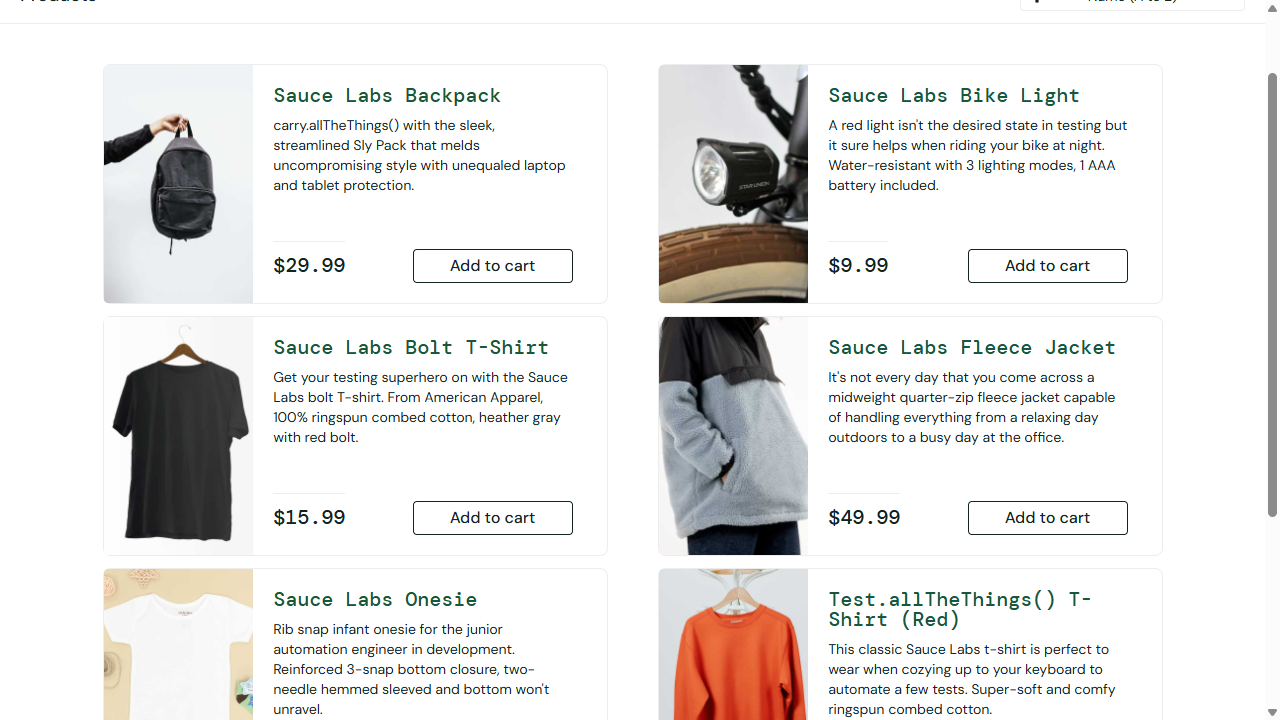 Sauce Labs Backpack
carry.allTheThings() with the sleek,
streamlined Sly Pack that melds
uncompromising style with unequaled laptop
and tablet protection.
$29.99
Add to cart
Sauce Labs Bike Light
A red light isn't the desired state in testing but
it sure helps when riding your bike at night.
Water-resistant with 3 lighting modes, 1 AAA
battery included.
$9.99
Add to cart
Sauce Labs Bolt T-Shirt
Get your testing superhero on with the Sauce
Labs bolt T-shirt. From American Apparel,
100% ringspun combed cotton, heather gray
with red bolt.
$15.99
Add to cart
Sauce Labs Fleece Jacket
It's not every day that you come across a
midweight quarter-zip fleece jacket capable
of handling everything from a relaxing day
outdoors to a busy day at the office.
$49.99
Add to cart
Sauce Labs Onesie
Rib snap infant onesie for the junior
automation engineer in development.
Reinforced 3-snap bottom closure, two-
needle hemmed sleeved and bottom won't
unravel.
Test.allTheThings() T-
Shirt (Red)
This classic Sauce Labs t-shirt is perfect to
wear when cozying up to your keyboard to
automate a few tests. Super-soft and comfy
ringspun combed cotton.